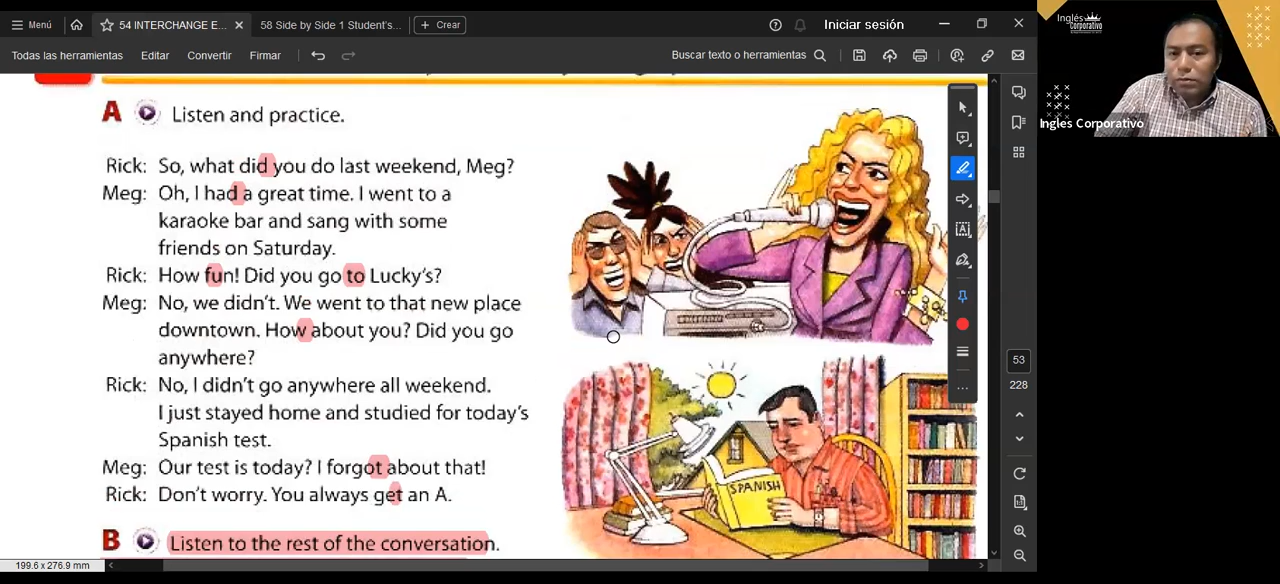 Menú
54 INTERCHANGE E...
58 Side by Side 1 Student's...
Crear
Iniciar sesión
Todas las herramientas
Editar
Convertir
Firmar
Buscar texto o herramientas
Inglés
Corporativo
Ingles Corporativo
A Listen and practice.
Rick: So, what did you do last weekend, Meg?
Meg: Oh, I had a great time. I went to a
karaoke bar and sang with some
friends on Saturday.
Rick: How fun! Did you go to Lucky's?
Meg: No, we didn't. We went to that new place
downtown. How about you? Did you go
anywhere?
Rick: No, I didn't go anywhere all weekend.
I just stayed home and studied for today's
Spanish test.
Meg: Our test is today? I forgot about that!
Rick: Don't worry. You always get an A.
SPANISH
B Listen to the rest of the conversation.
53
228
199.6 x 276.9 mm